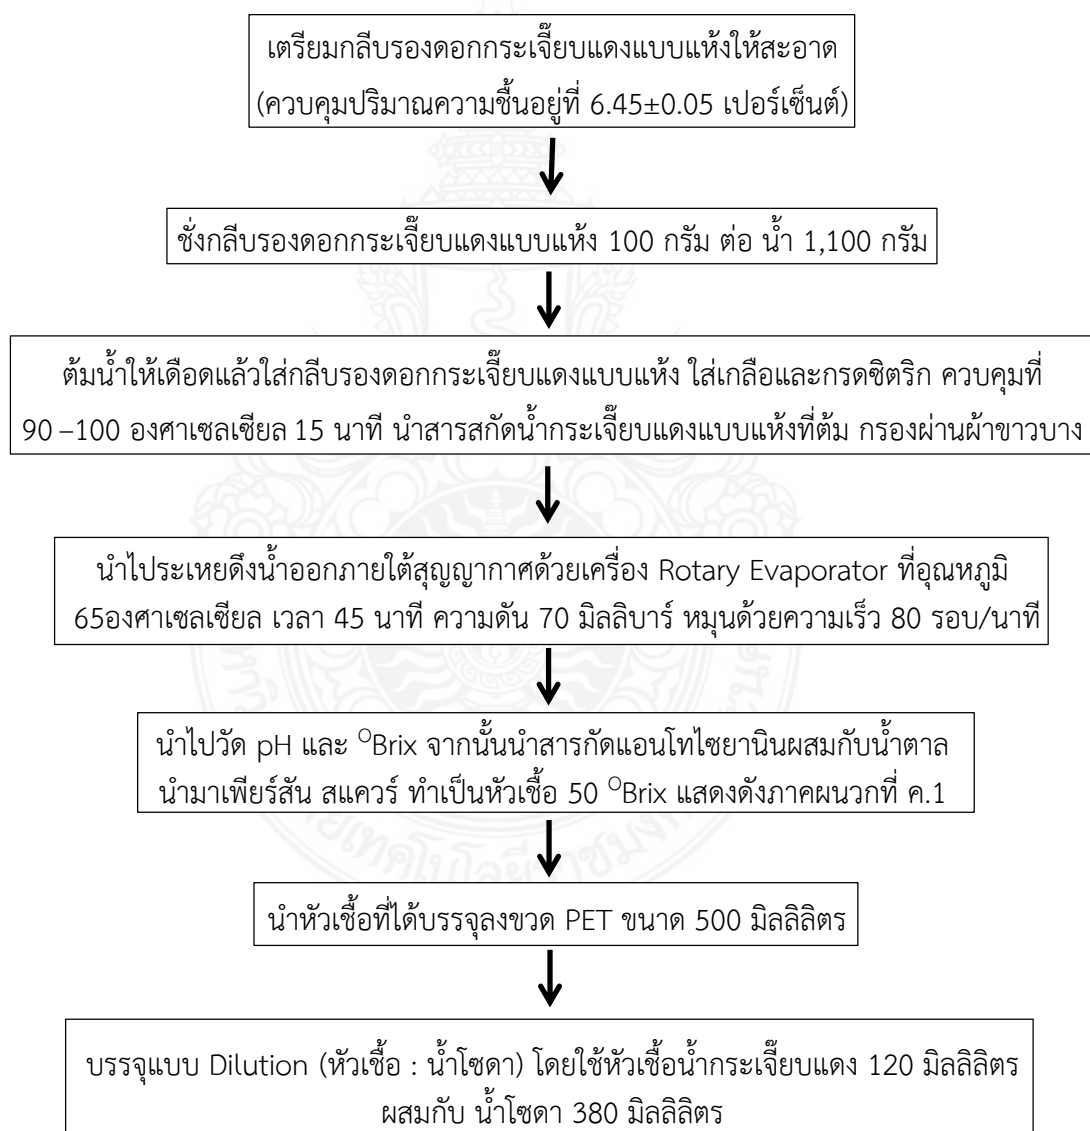 เตรียมกลีบรองดอกกระเจี๊ยบแดงแบบแห้งให้สะอาด
(ควบคุมปริมาณความชื้นอยู่ที่ 6.45±0.05 เปอร์เซ็นต์)
ชั่งกลีบรองดอกกระเจี๊ยบแดงแบบแห้ง 100 กรัม ต่อ น้ำ 1,100 กรัม
ต้มน้ำให้เดือดแล้วใส่กลีบรองดอกกระเจี๊ยบแดงแบบแห้ง ใส่เกลือและกรดซิตริก ควบคุมที่
90 –100 องศาเซลเซียส 15 นาที นำสารสกัดน้ำกระเจี๊ยบแดงแบบแห้งที่ต้ม กรองผ่านผ้าขาวบาง
นำไประเหยดึงน้ำออกภายใต้สุญญากาศด้วยเครื่อง Rotary Evaporator ที่อุณหภูมิ
65องศาเซลเซียส เวลา 45 นาที ความดัน 70 มิลลิบาร์ หมุนด้วยความเร็ว 80 รอบ/นาที
นำไปวัด pH และ ᴼBrix จากนั้นนำสารกัดแอนโทไซยานินผสมกับน้ำตาล
นำมาเพียร์สัน สแควร์ ทำเป็นหัวเชื้อ 50 ᴼBrix แสดงดังภาคผนวกที่ ค.1
นำหัวเชื้อที่ได้บรรจุลงขวด PET ขนาด 500 มิลลิลิตร
บรรจุแบบ Dilution (หัวเชื้อ : น้ำโซดา) โดยใช้หัวเชื้อน้ำกระเจี๊ยบแดง 120 มิลลิลิตร
ผสมกับ น้ำโซดา 380 มิลลิลิตร